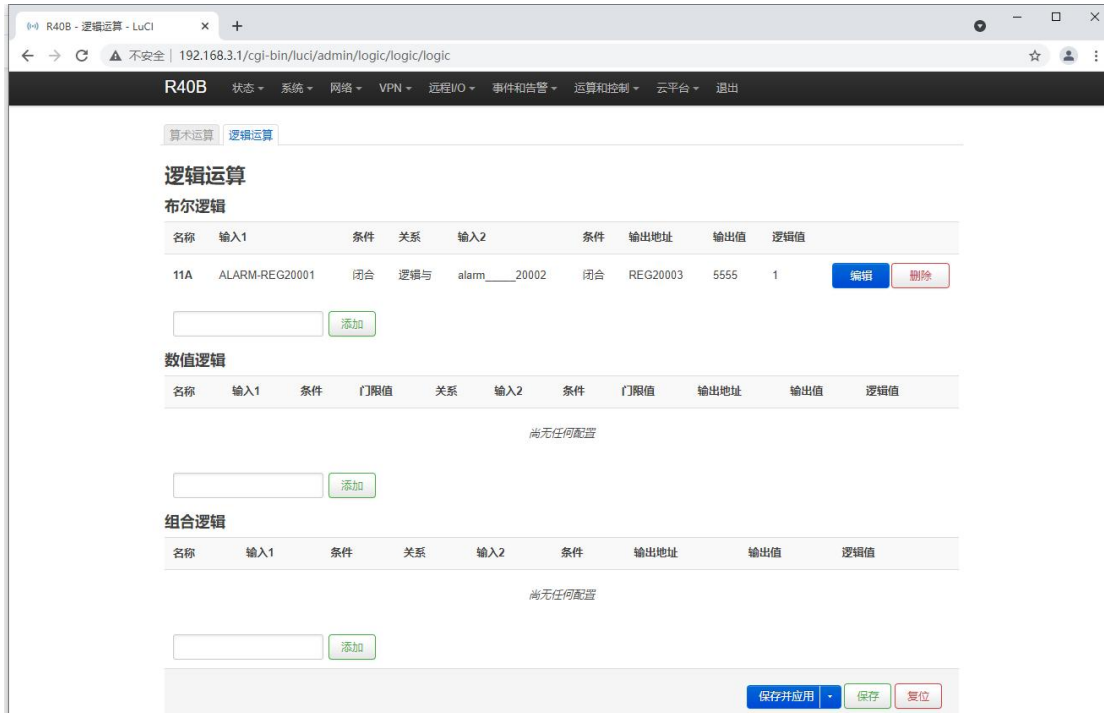 R40B - 逻辑运算 - LuCI
不安全 | 192.168.3.1/cgi-bin/luci/admin/logic/logic/logic
R40B 状态 系统 网络 VPN 远程I/O 事件和告警 运算和控制 云平台 退出
算术运算 逻辑运算
逻辑运算
布尔逻辑
名称 输入1 条件 关系 输入2 条件 输出地址 输出值 逻辑值
11A ALARM-REG20001 闭合 逻辑与 alarm_____20002 闭合 REG20003 5555 1 编辑 删除
添加
数值逻辑
名称 输入1 条件 门限值 关系 输入2 条件 门限值 输出地址 输出值 逻辑值
尚无任何配置
添加
组合逻辑
名称 输入1 条件 关系 输入2 条件 输出地址 输出值 逻辑值
尚无任何配置
添加
保存并应用 保存 复位